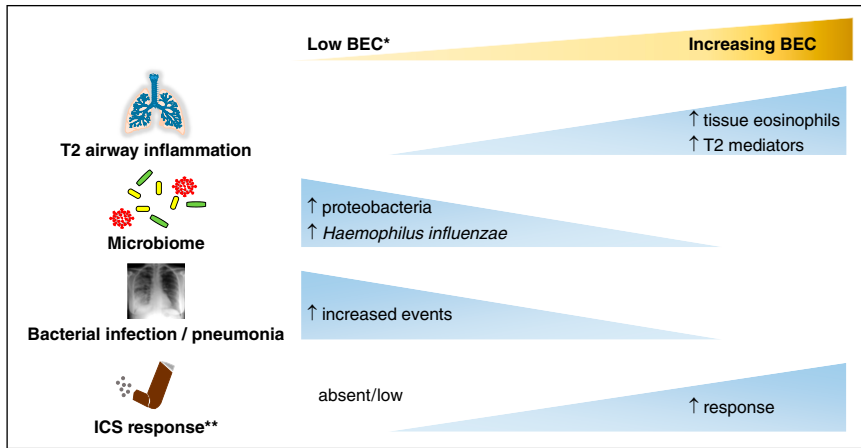 Low BEC*
Increasing BEC
T2 airway inflammation
↑ tissue eosinophils
↑ T2 mediators
Microbiome
↑ proteobacteria
↑ Haemophilus influenzae
Bacterial infection / pneumonia
↑ increased events
ICS response**
absent/low
↑ response